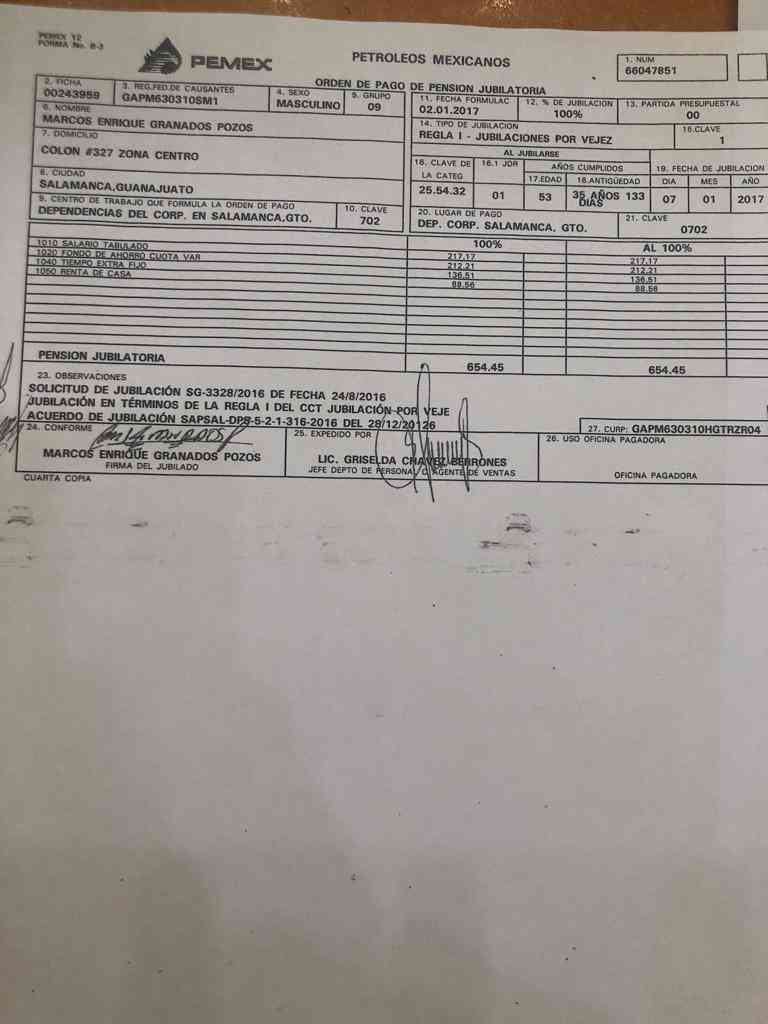 PEMEX 12
FORMA No. B-3
PEMEX
PETROLEOS MEXICANOS
1. NUM
66047851
ORDEN DE PAGO DE PENSION JUBILATORIA
2. FICHA
00243959
3. REG.FED.DE CAUSANTES
GAPM630310SM1
4. SEXO
MASCULINO
5. GRUPO
09
11. FECHA FORMULAC
02.01.2017
12. % DE JUBILACION
100%
13. PARTIDA PRESUPUESTAL
00
6. NOMBRE
MARCOS ENRIQUE GRANADOS POZOS
14. TIPO DE JUBILACION
REGLA I - JUBILACIONES POR VEJEZ
15.CLAVE
1
7. DOMICILIO
COLON #327 ZONA CENTRO
AL JUBILARSE
16. CLAVE DE
LA CATEG
25.54.32
16.1 JOR
01
AÑOS CUMPLIDOS
17.EDAD
53
18.ANTIGÜEDAD
35 AÑOS 133
DIAS
19. FECHA DE JUBILACION
DIA MES AÑO
07 01 2017
8. CIUDAD
SALAMANCA,GUANAJUATO
9. CENTRO DE TRABAJO QUE FORMULA LA ORDEN DE PAGO
DEPENDENCIAS DEL CORP. EN SALAMANCA,GTO.
10. CLAVE
702
20. LUGAR DE PAGO
DEP. CORP. SALAMANCA, GTO.
21. CLAVE
0702
100% AL 100%
1010 SALARIO TABULADO 217.17 217.17
1020 FONDO DE AHORRO CUOTA VAR 212.21 212.21
1040 TIEMPO EXTRA FIJO 136.51 136.51
1050 RENTA DE CASA 88.56 88.56
PENSION JUBILATORIA 654.45 654.45
23. OBSERVACIONES
SOLICITUD DE JUBILACIÓN SG-3328/2016 DE FECHA 24/8/2016
JUBILACIÓN EN TÉRMINOS DE LA REGLA I DEL CCT JUBILACIÓN POR VEJE
ACUERDO DE JUBILACIÓN SAPSAL-DPS-5-2-1-316-2016 DEL 28/12/20126
27. CURP: GAPM630310HGTRZR04
24. CONFORME
MARCOS ENRIQUE GRANADOS POZOS
FIRMA DEL JUBILADO
25. EXPEDIDO POR
LIC. GRISELDA CHAVEZ BERRONES
JEFE DEPTO DE PERSONAL O AGENTE DE VENTAS
26. USO OFICINA PAGADORA
OFICINA PAGADORA
CUARTA COPIA